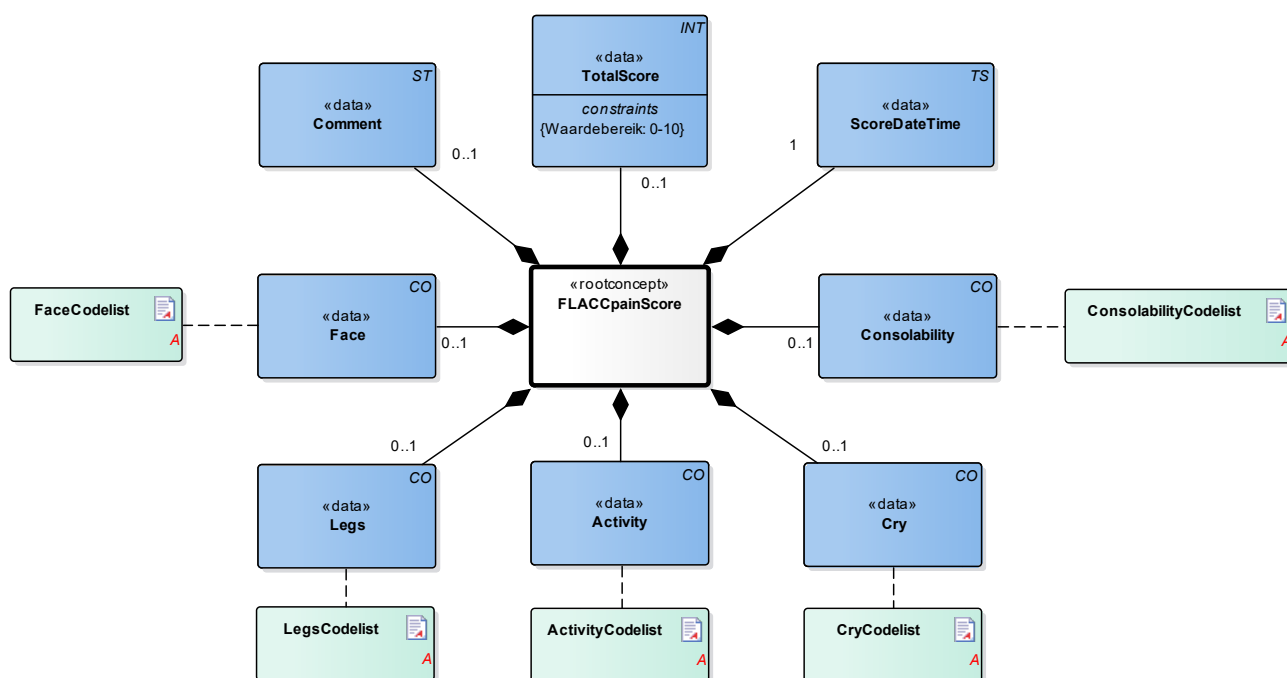 INT
«data»
TotalScore
constraints
{Waardebereik: 0-10}
ST
«data»
Comment
TS
«data»
ScoreDateTime
0..1
0..1
1
«rootconcept»
FLACCpainScore
CO
«data»
Face
0..1
FaceCodelist
A
CO
«data»
Consolability
0..1
ConsolabilityCodelist
A
0..1
0..1
0..1
CO
«data»
Legs
CO
«data»
Activity
CO
«data»
Cry
LegsCodelist
A
ActivityCodelist
A
CryCodelist
A